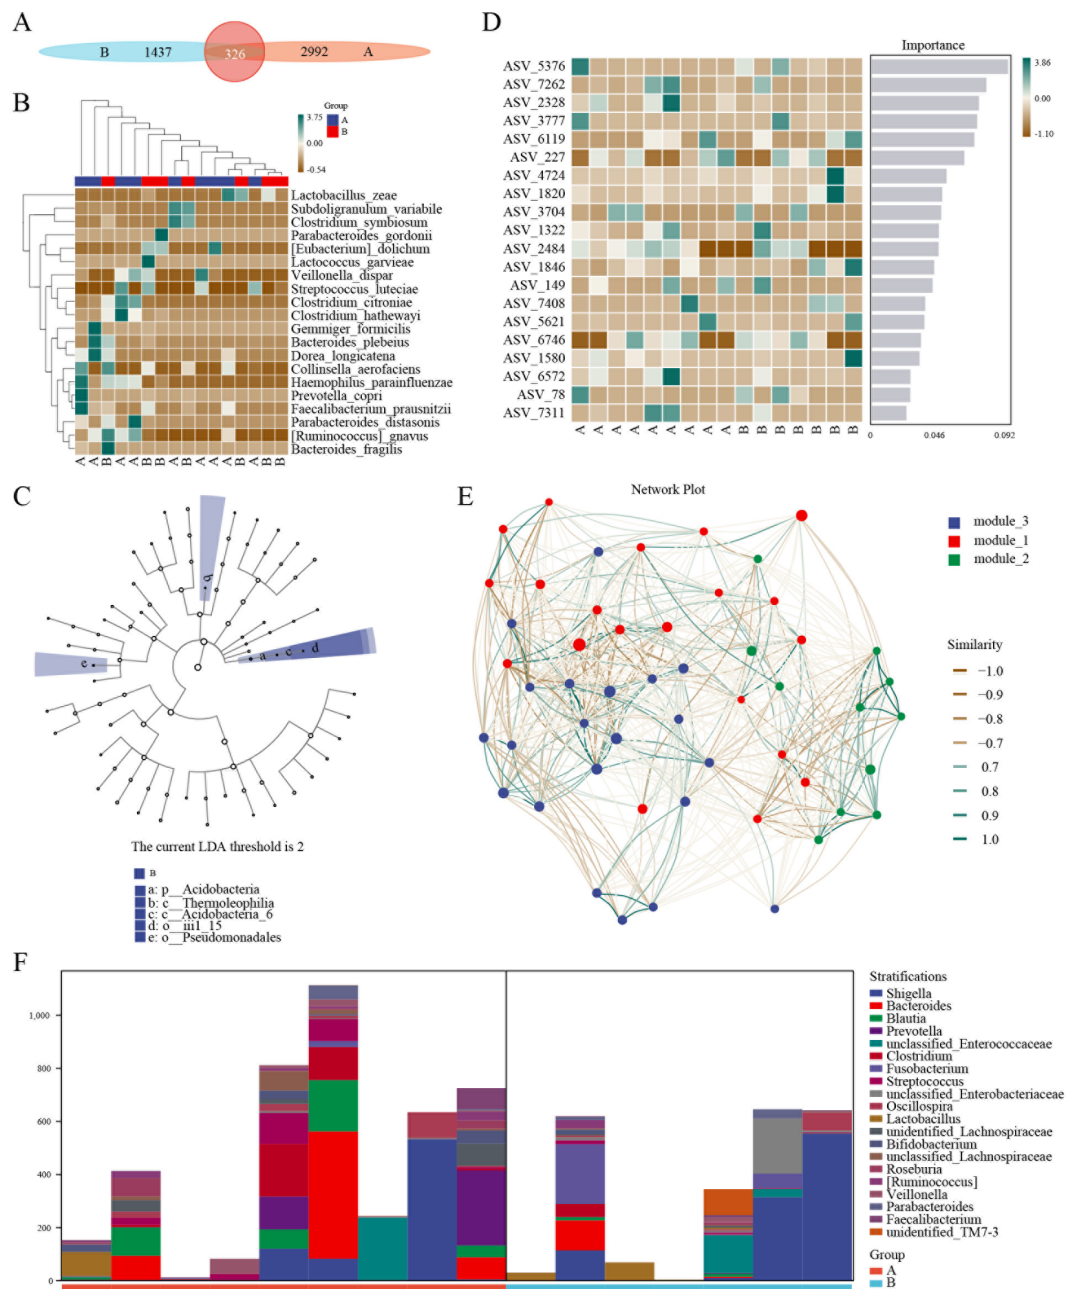 A
B 1437 326 2992 A
B
Group
A
B
3.75
0.00
-0.54
Lactobacillus_zeae
Subdoligranulum_variabile
Clostridium_symbiosum
Parabacteroides_gordonii
[Eubacterium]_dolichum
Lactococcus_garvieae
Veillonella_dispar
Streptococcus_luteciae
Clostridium_citroniae
Clostridium_hathewayi
Gemmiger_formicilis
Bacteroides_plebeius
Dorea_longicatena
Collinsella_aerofaciens
Haemophilus_parainfluenzae
Prevotella_copri
Faecalibacterium_prausnitzii
Parabacteroides_distasonis
[Ruminococcus]_gnavus
Bacteroides_fragilis
A A B A A B B A B A A A B A B B
C
b
a c d
e
The current LDA threshold is 2
B
a: p__Acidobacteria
b: c__Thermoleophilia
c: c__Acidobacteria_6
d: o__iii1_15
e: o__Pseudomonadales
D
Importance
3.86
0.00
-1.10
ASV_5376
ASV_7262
ASV_2328
ASV_3777
ASV_6119
ASV_227
ASV_4724
ASV_1820
ASV_3704
ASV_1322
ASV_2484
ASV_1846
ASV_149
ASV_7408
ASV_5621
ASV_6746
ASV_1580
ASV_6572
ASV_78
ASV_7311
A A A A A A A A A B B B B B B B
0 0.046 0.092
E
Network Plot
module_3
module_1
module_2
Similarity
−1.0
−0.9
−0.8
−0.7
0.7
0.8
0.9
1.0
F
1,000
800
600
400
200
0
Stratifications
Shigella
Bacteroides
Blautia
Prevotella
unclassified_Enterococcaceae
Clostridium
Fusobacterium
Streptococcus
unclassified_Enterobacteriaceae
Oscillospira
Lactobacillus
unidentified_Lachnospiraceae
Bifidobacterium
unclassified_Lachnospiraceae
Roseburia
[Ruminococcus]
Veillonella
Parabacteroides
Faecalibacterium
unidentified_TM7-3
Group
A
B